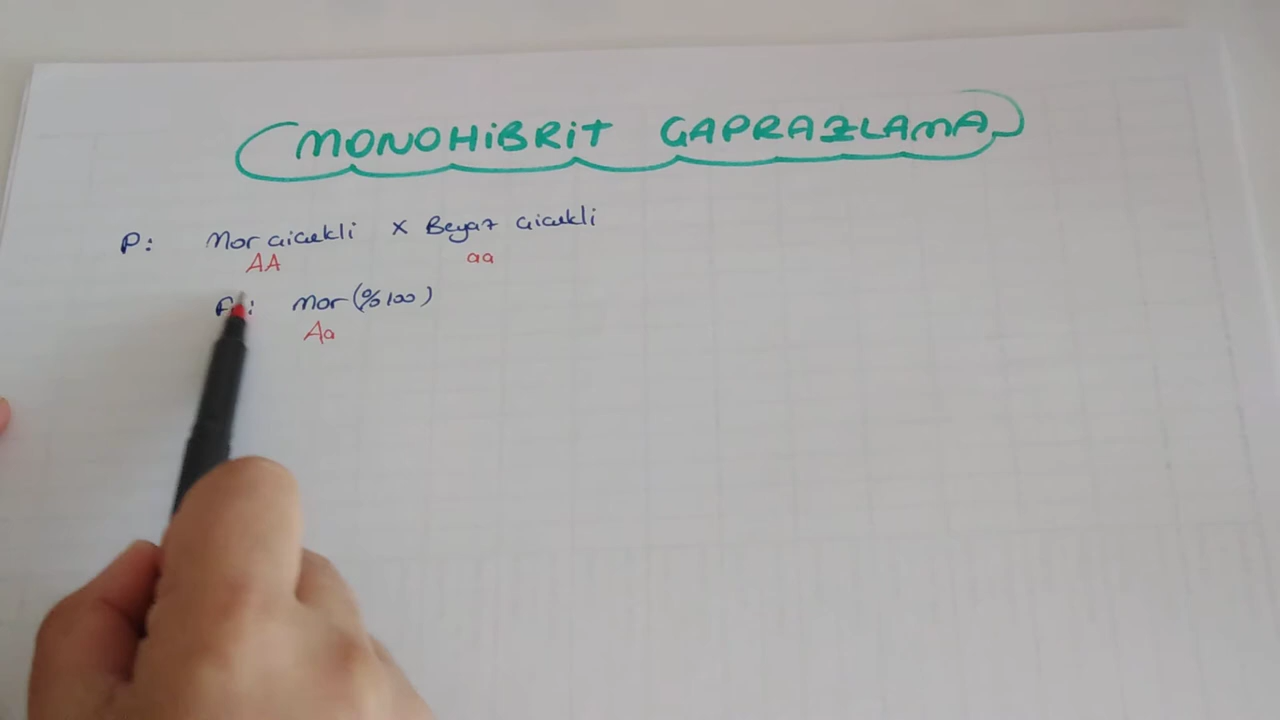 MONOHİBRİT ÇAPRAZLAMA
P: Mor çiçekli x Beyaz çiçekli
AA aa
: Mor (%100)
Aa